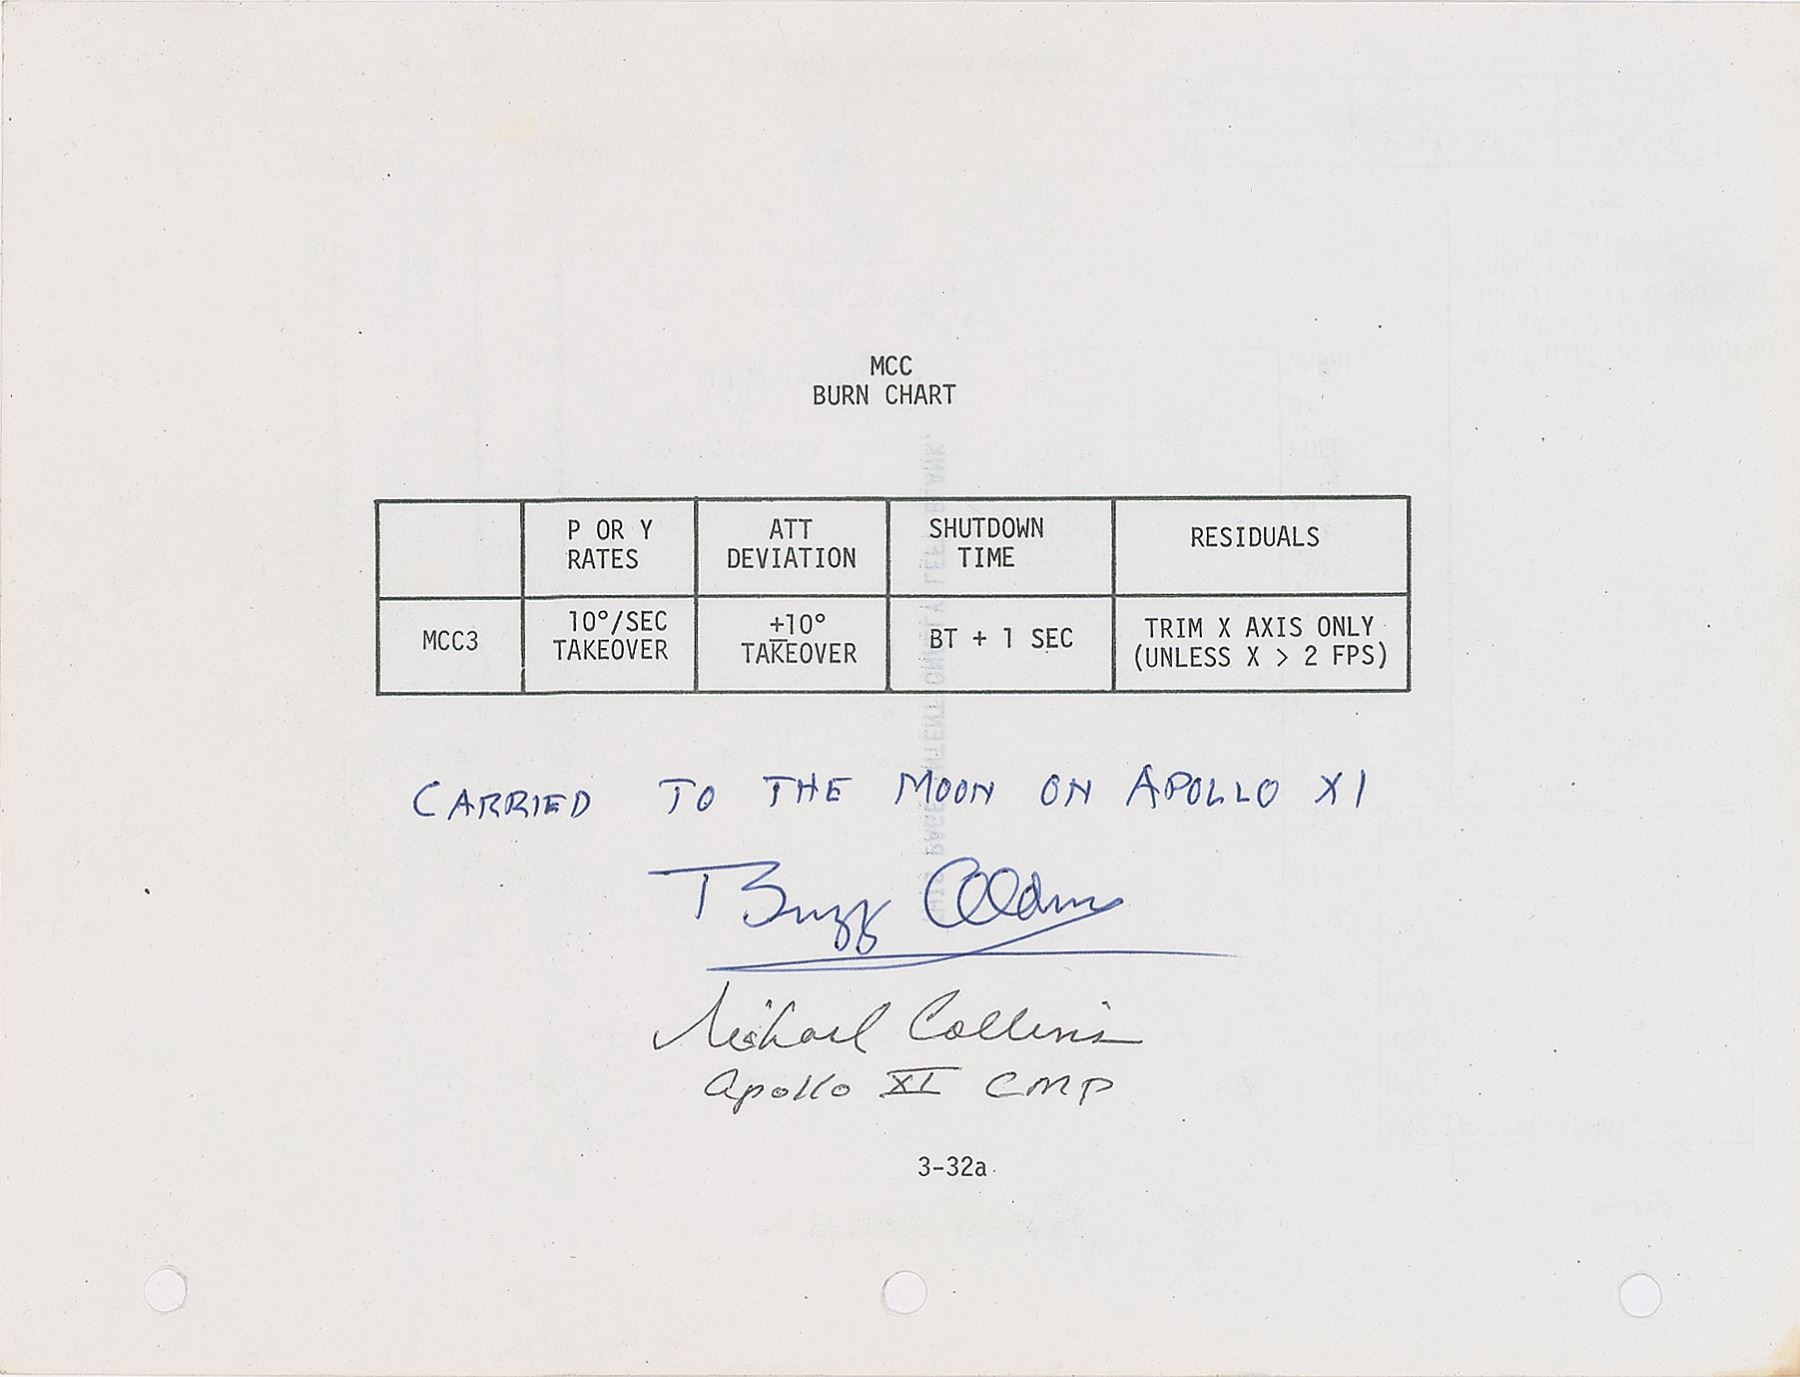 MCC
BURN CHART
P OR Y
RATES
ATT
DEVIATION
SHUTDOWN
TIME
RESIDUALS
MCC3
10°/SEC
TAKEOVER
±10°
TAKEOVER
BT + 1 SEC
TRIM X AXIS ONLY
(UNLESS X > 2 FPS)
CARRIED TO THE MOON ON APOLLO XI
Buzz Aldrin
Michael Collins
Apollo XI CMP
3-32a